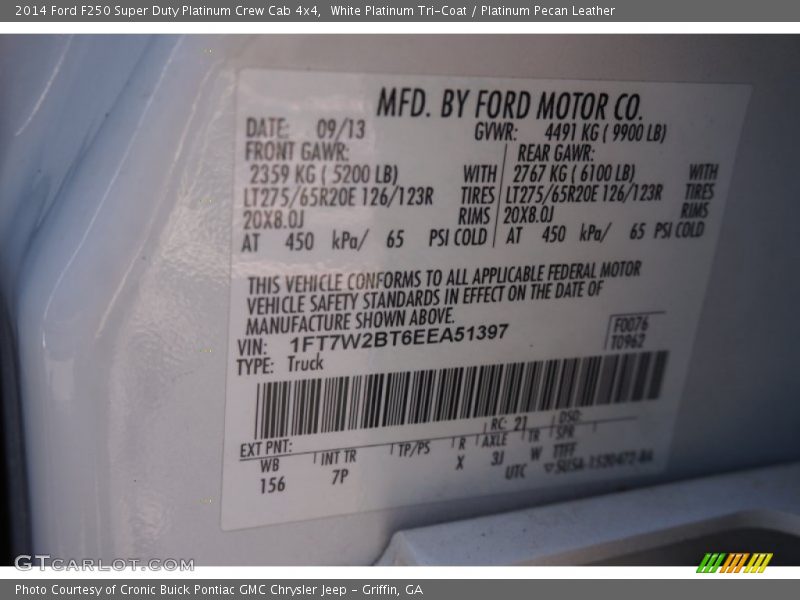 2014 Ford F250 Super Duty Platinum Crew Cab 4x4, White Platinum Tri-Coat / Platinum Pecan Leather
MFD. BY FORD MOTOR CO.
DATE: 09/13 GVWR: 4491 KG ( 9900 LB)
FRONT GAWR: REAR GAWR:
2359 KG ( 5200 LB) WITH 2767 KG ( 6100 LB) WITH
LT275/65R20E 126/123R TIRES LT275/65R20E 126/123R TIRES
20X8.0J RIMS 20X8.0J RIMS
AT 450 kPa/ 65 PSI COLD AT 450 kPa/ 65 PSI COLD
THIS VEHICLE CONFORMS TO ALL APPLICABLE FEDERAL MOTOR
VEHICLE SAFETY STANDARDS IN EFFECT ON THE DATE OF
MANUFACTURE SHOWN ABOVE.
VIN: 1FT7W2BT6EEA51397 F0076
TYPE: Truck T0962
EXT PNT: RC: 21 DSO:
WB INT TR TP/PS R AXLE TR SPR
156 7P X 3J W TTFF
UTC
GTCARLOT.COM
Photo Courtesy of Cronic Buick Pontiac GMC Chrysler Jeep - Griffin, GA